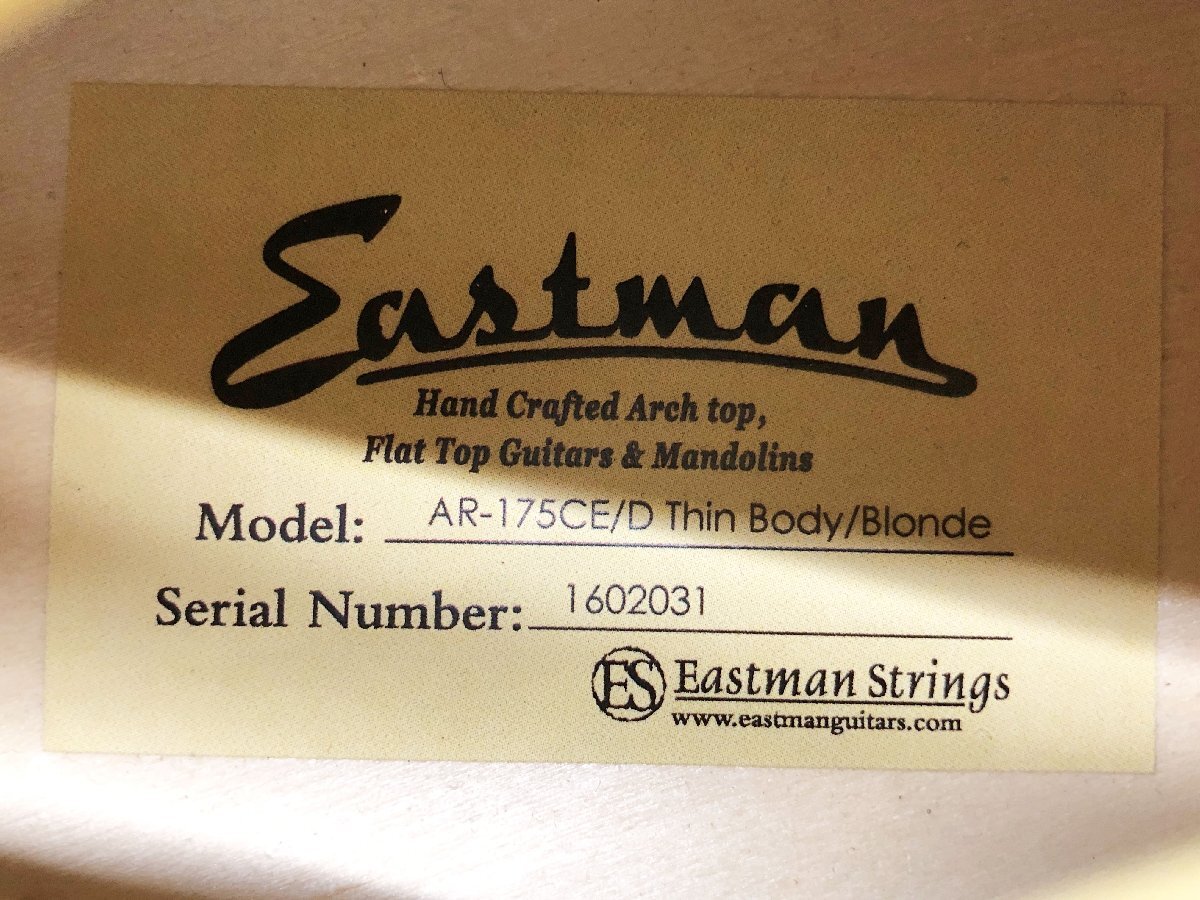 Eastman
Hand Crafted Arch top,
Flat Top Guitars & Mandolins
Model: AR-175CE/D Thin Body/Blonde
Serial Number: 1602031
ES Eastman Strings
www.eastmanguitars.com